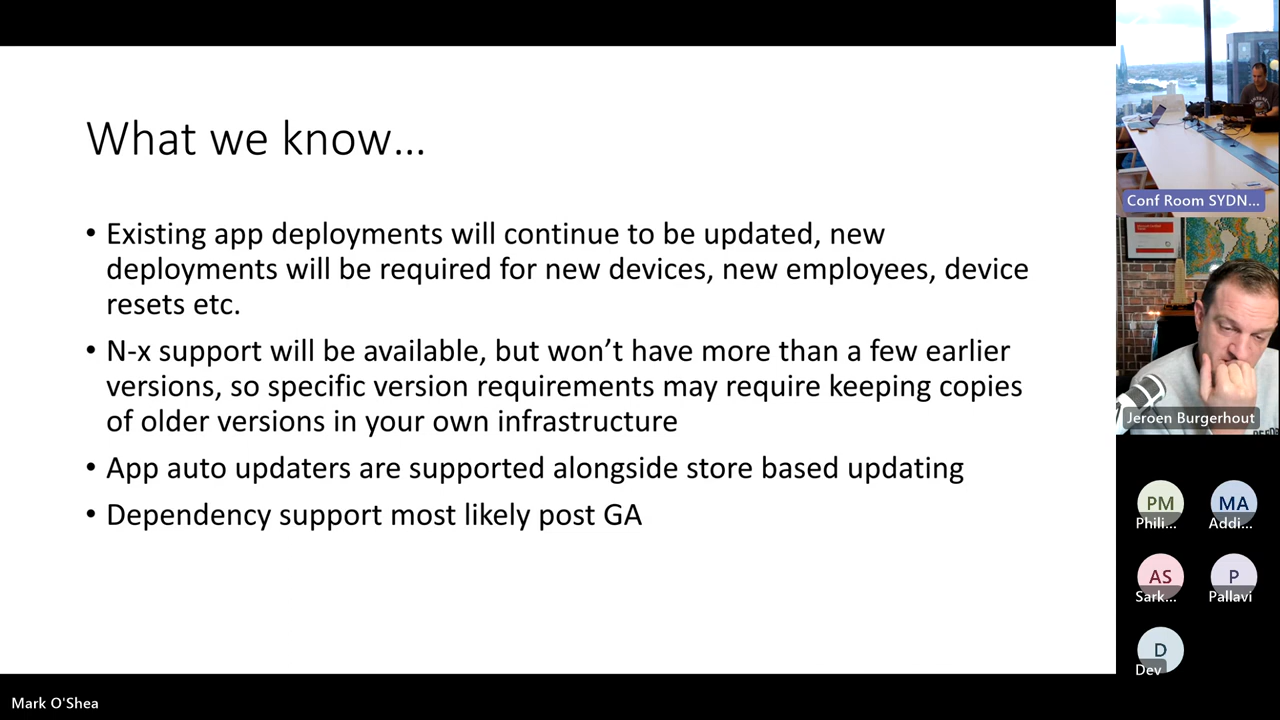 What we know…
• Existing app deployments will continue to be updated, new
deployments will be required for new devices, new employees, device
resets etc.
• N-x support will be available, but won’t have more than a few earlier
versions, so specific version requirements may require keeping copies
of older versions in your own infrastructure
• App auto updaters are supported alongside store based updating
• Dependency support most likely post GA
Conf Room SYDN...
Jeroen Burgerhout
PM
Phili...
MA
Addi...
AS
Sark...
P
Pallavi
D
Dev
Mark O'Shea